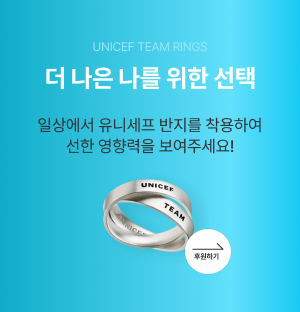 UNICEF TEAM RINGS
더 나은 나를 위한 선택
일상에서 유니세프 반지를 착용하여
선한 영향력을 보여주세요!
UNICEF
TEAM
UNICEF
후원하기